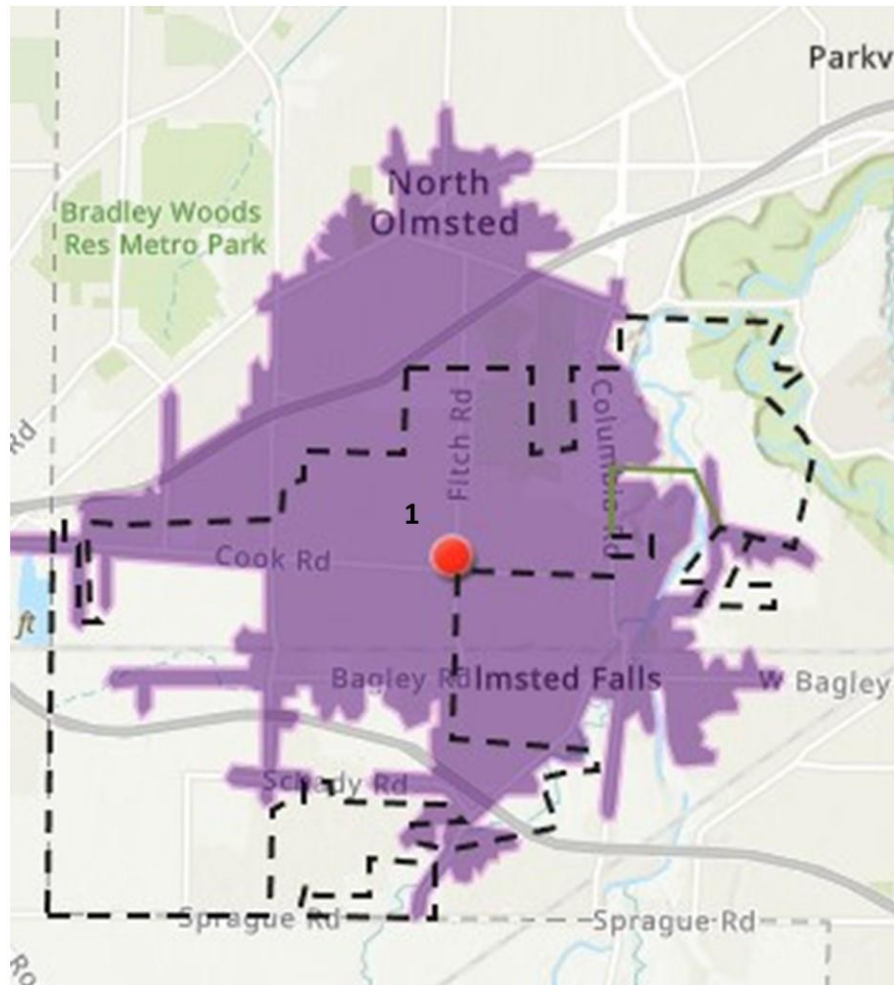 Parkv
North
Olmsted
Bradley Woods
Res Metro Park
Rd
Fitch Rd
Columbia Rd
1
Cook Rd
ft
Bagley Rd
lmsted Falls
W Bagley
Schady Rd
Sprague Rd
Sprague Rd
Ro